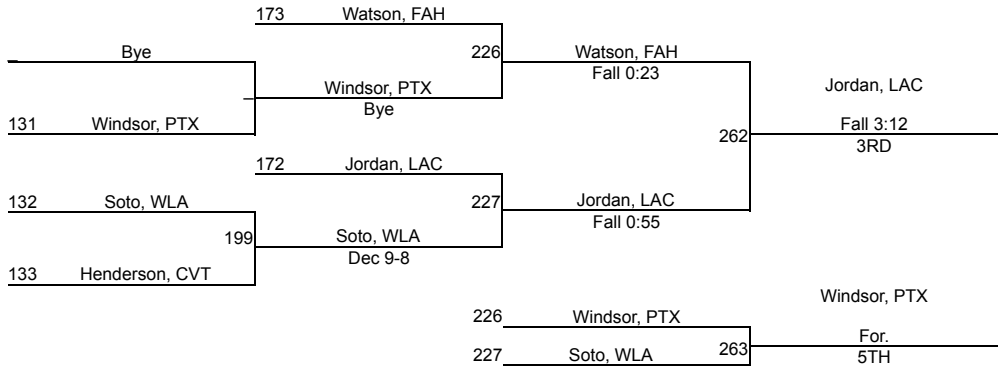 173 Watson, FAH
_ Bye
226 Watson, FAH
Fall 0:23
_ Windsor, PTX
Bye
Jordan, LAC
131 Windsor, PTX
262 Fall 3:12
3RD
172 Jordan, LAC
132 Soto, WLA
227 Jordan, LAC
Fall 0:55
199 Soto, WLA
Dec 9-8
133 Henderson, CVT
Windsor, PTX
226 Windsor, PTX
263 For.
5TH
227 Soto, WLA